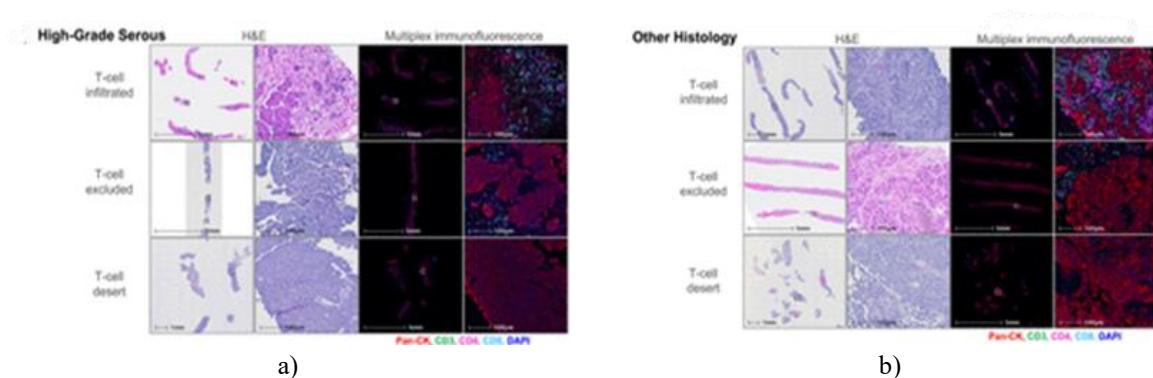 High-Grade Serous
H&E
Multiplex immunofluorescence
T-cell
infiltrated
T-cell
excluded
T-cell
desert
Pan-CK, CD3, CD4, CD8, DAPI
a)
Other Histology
H&E
Multiplex immunofluorescence
T-cell
infiltrated
T-cell
excluded
T-cell
desert
Pan-CK, CD3, CD4, CD8, DAPI
b)